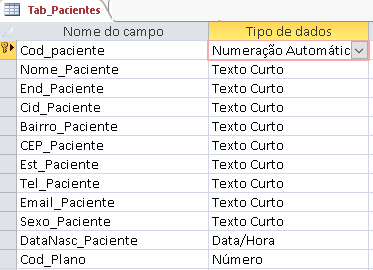 Tab_Pacientes
Nome do campo Tipo de dados
Cod_paciente Numeração Automátic
Nome_Paciente Texto Curto
End_Paciente Texto Curto
Cid_Paciente Texto Curto
Bairro_Paciente Texto Curto
CEP_Paciente Texto Curto
Est_Paciente Texto Curto
Tel_Paciente Texto Curto
Email_Paciente Texto Curto
Sexo_Paciente Texto Curto
DataNasc_Paciente Data/Hora
Cod_Plano Número